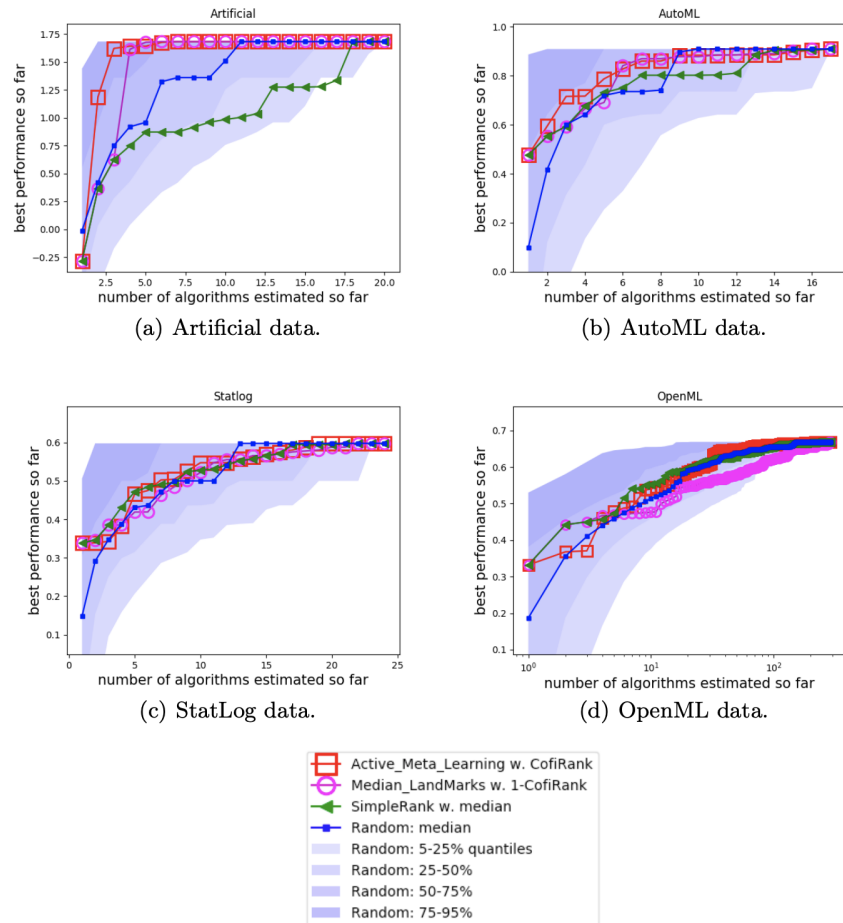 Artificial
best performance so far
1.75
1.50
1.25
1.00
0.75
0.50
0.25
0.00
−0.25
2.5 5.0 7.5 10.0 12.5 15.0 17.5 20.0
number of algorithms estimated so far
(a) Artificial data.
AutoML
best performance so far
1.0
0.8
0.6
0.4
0.2
0.0
2 4 6 8 10 12 14 16
number of algorithms estimated so far
(b) AutoML data.
Statlog
best performance so far
0.6
0.5
0.4
0.3
0.2
0.1
0 5 10 15 20 25
number of algorithms estimated so far
(c) StatLog data.
OpenML
best performance so far
0.7
0.6
0.5
0.4
0.3
0.2
0.1
10⁰ 10¹ 10²
number of algorithms estimated so far
(d) OpenML data.
Active_Meta_Learning w. CofiRank
Median_LandMarks w. 1-CofiRank
SimpleRank w. median
Random: median
Random: 5-25% quantiles
Random: 25-50%
Random: 50-75%
Random: 75-95%